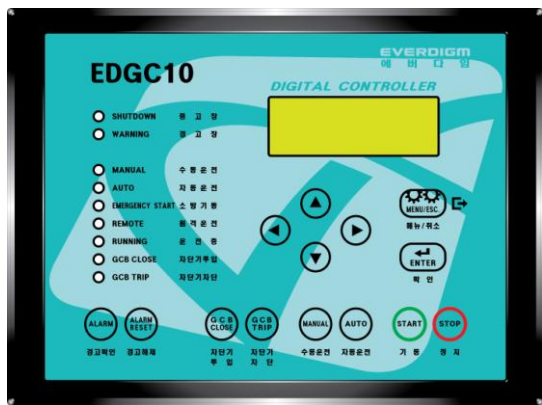 EVERDIGM
에 버 다 임
EDGC10
DIGITAL CONTROLLER
SHUTDOWN 중 고 장
WARNING 경 고 장
MANUAL 수 동 운 전
AUTO 자 동 운 전
EMERGENCY START 소 방 기 동
REMOTE 원 격 운 전
RUNNING 운 전 중
GCB CLOSE 차단기투입
GCB TRIP 차단기차단
MENU/ESC.
메뉴/취소
ENTER
확 인
ALARM
경고확인
ALARM RESET
경고해제
GCB CLOSE
차단기 투 입
GCB TRIP
차단기 차 단
MANUAL
수동운전
AUTO
자동운전
START
기 동
STOP
정 지